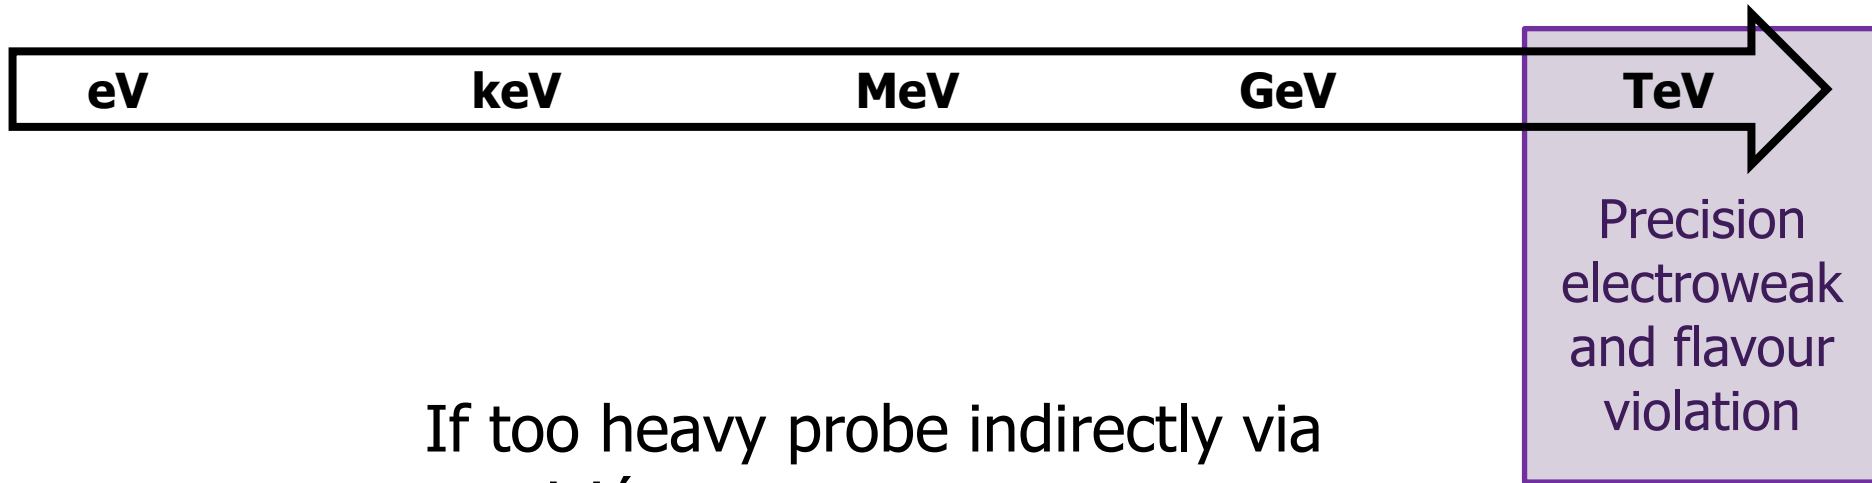 eV keV MeV GeV TeV
Precision
electroweak
and flavour
violation
If too heavy probe indirectly via